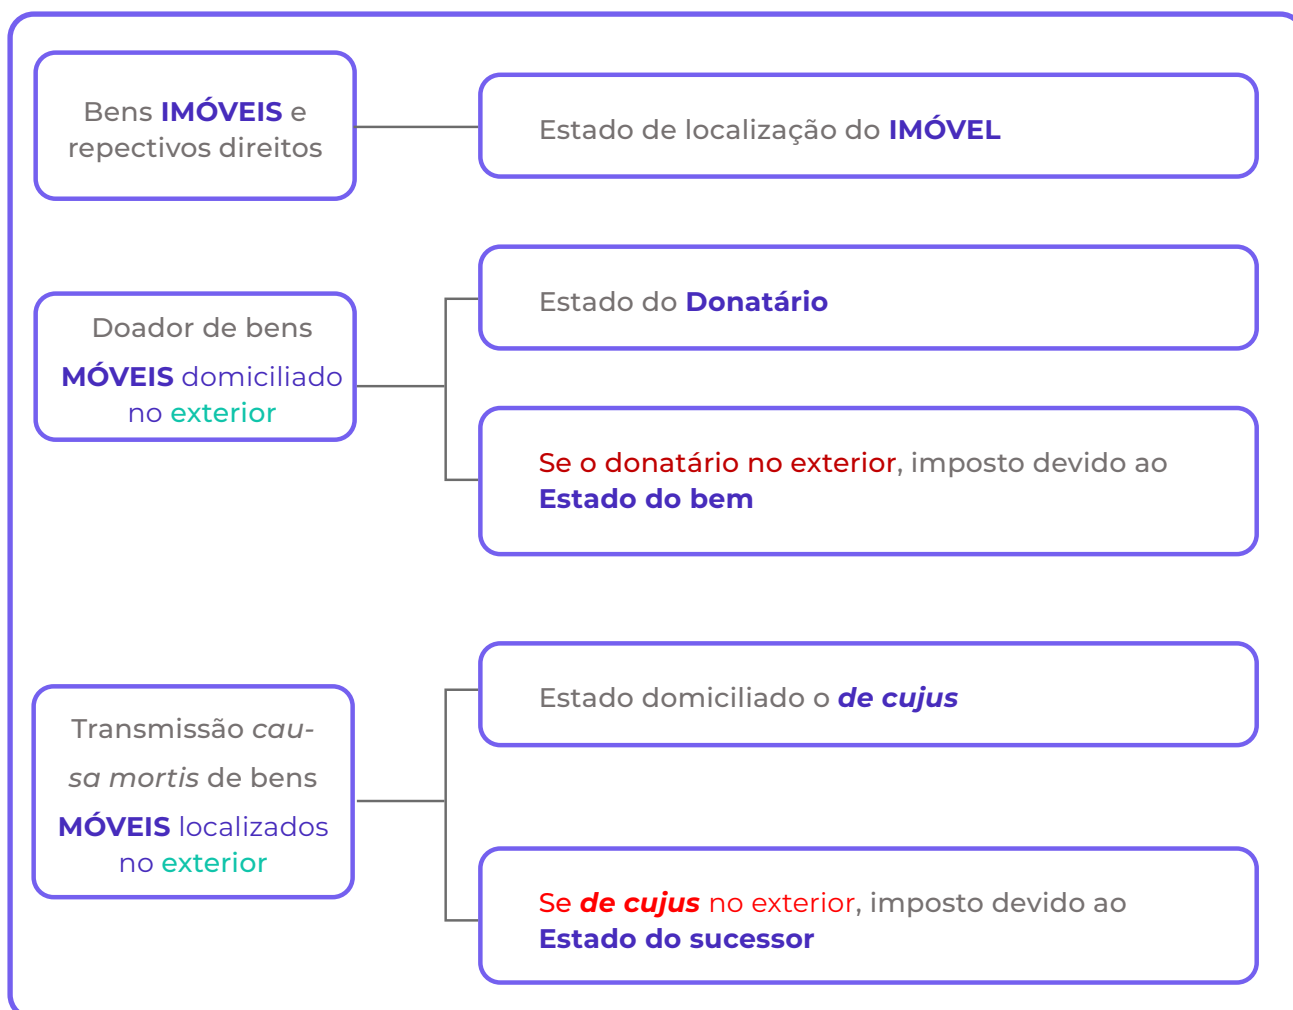 Bens IMÓVEIS e
repectivos direitos
Estado de localização do IMÓVEL
Doador de bens
MÓVEIS domiciliado
no exterior
Estado do Donatário
Se o donatário no exterior, imposto devido ao
Estado do bem
Transmissão cau-
sa mortis de bens
MÓVEIS localizados
no exterior
Estado domiciliado o de cujus
Se de cujus no exterior, imposto devido ao
Estado do sucessor